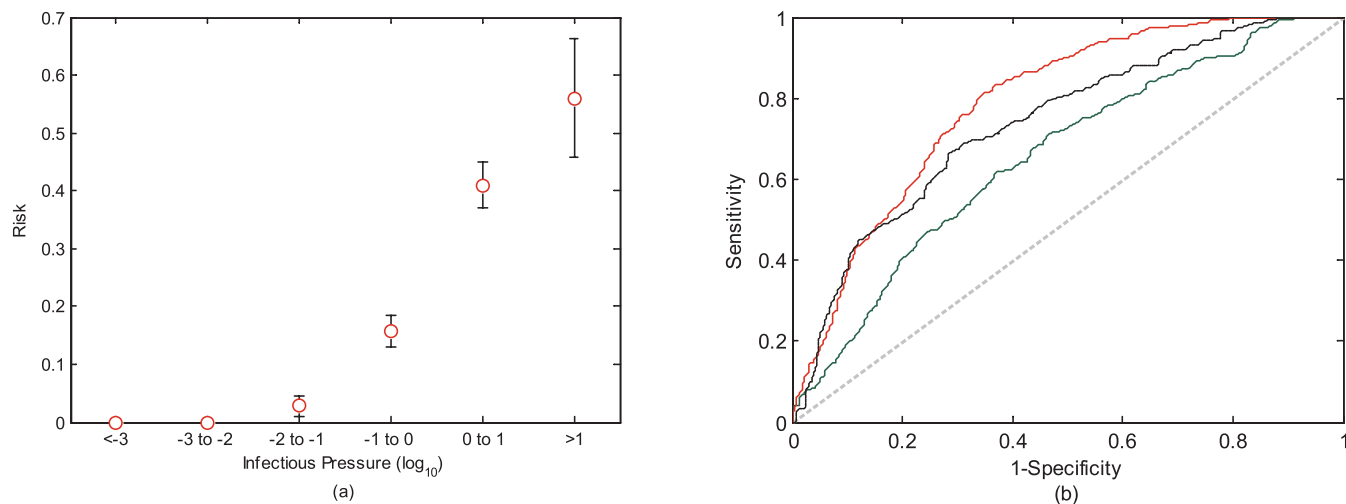 0.7
0.6
0.5
0.4
0.3
0.2
0.1
0
Risk
<-3 -3 to -2 -2 to -1 -1 to 0 0 to 1 >1
Infectious Pressure (log10)
(a)
1
0.8
0.6
0.4
0.2
0
Sensitivity
0 0.2 0.4 0.6 0.8 1
1-Specificity
(b)